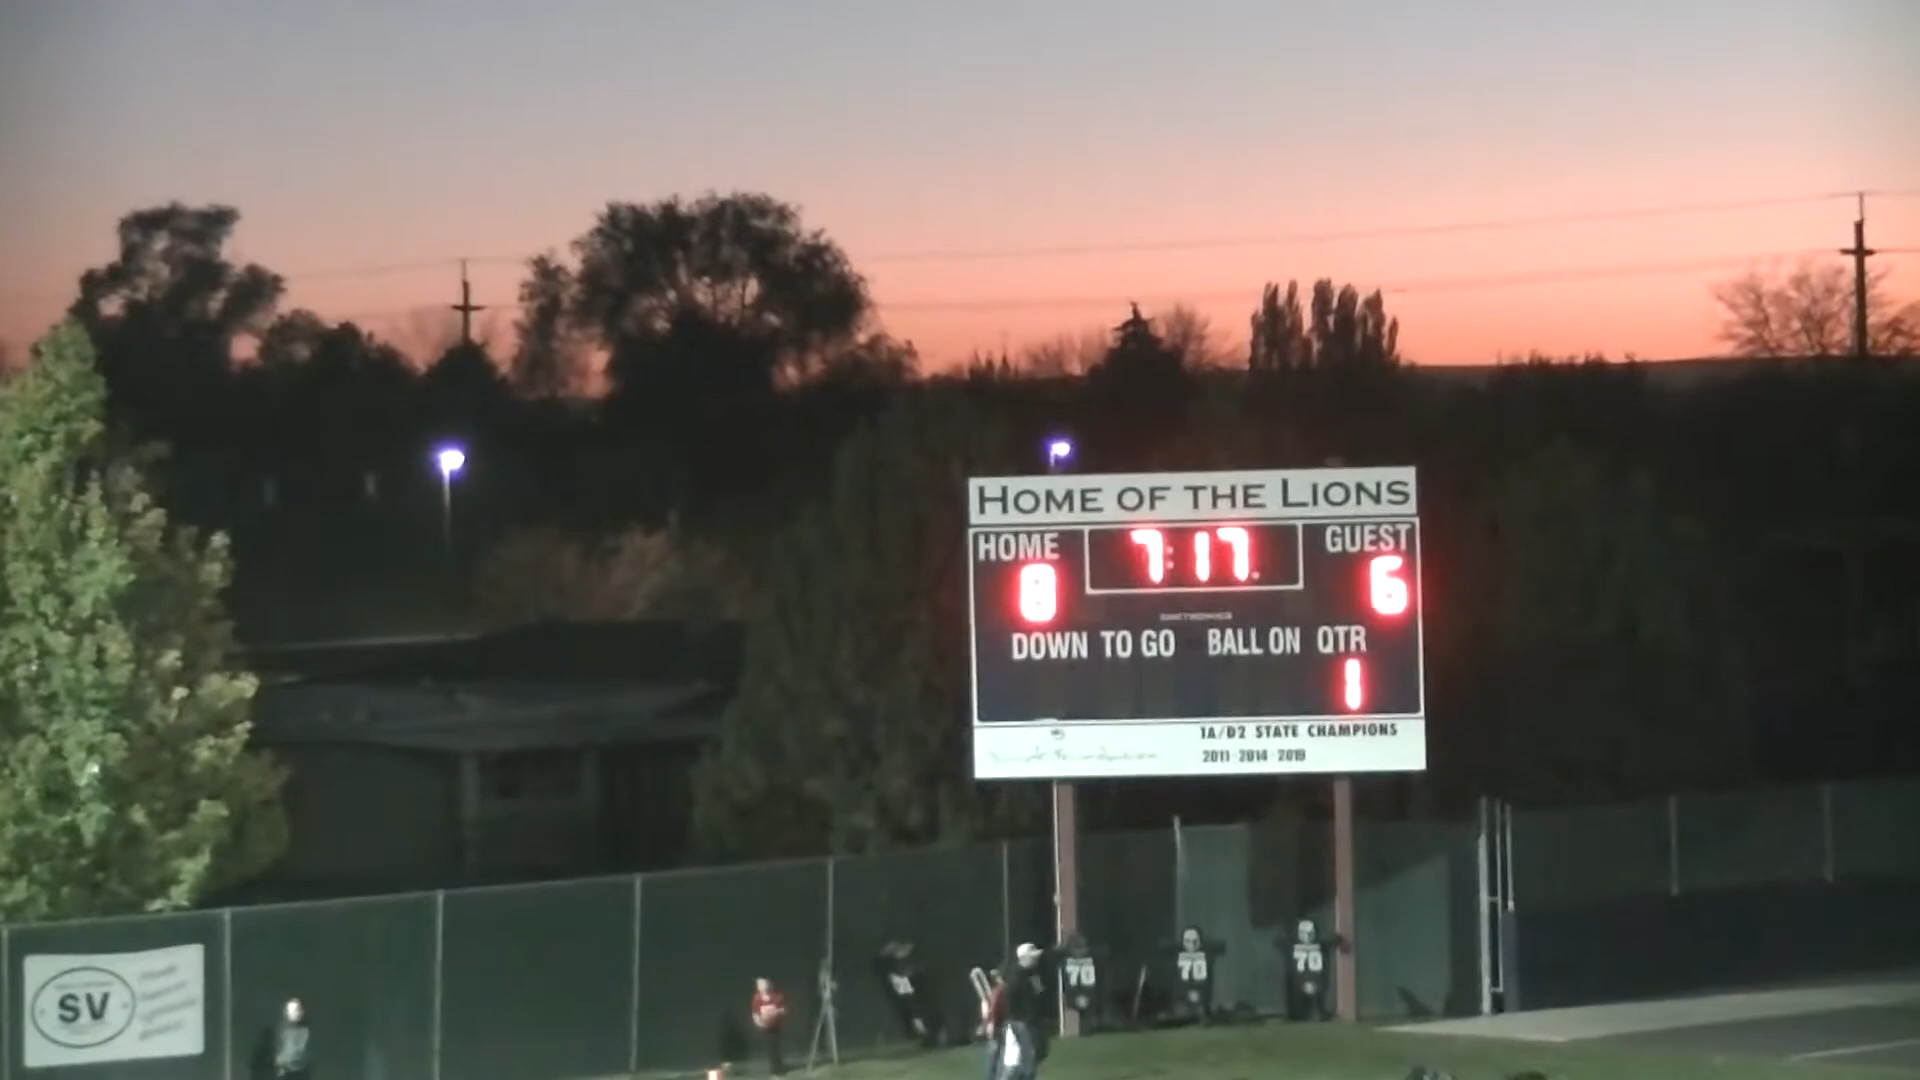 HOME OF THE LIONS
HOME 7:17 GUEST
8 6
DOWN TO GO BALL ON QTR
1
1A/D2 STATE CHAMPIONS
2011 2014 2019
SV
70 70 70